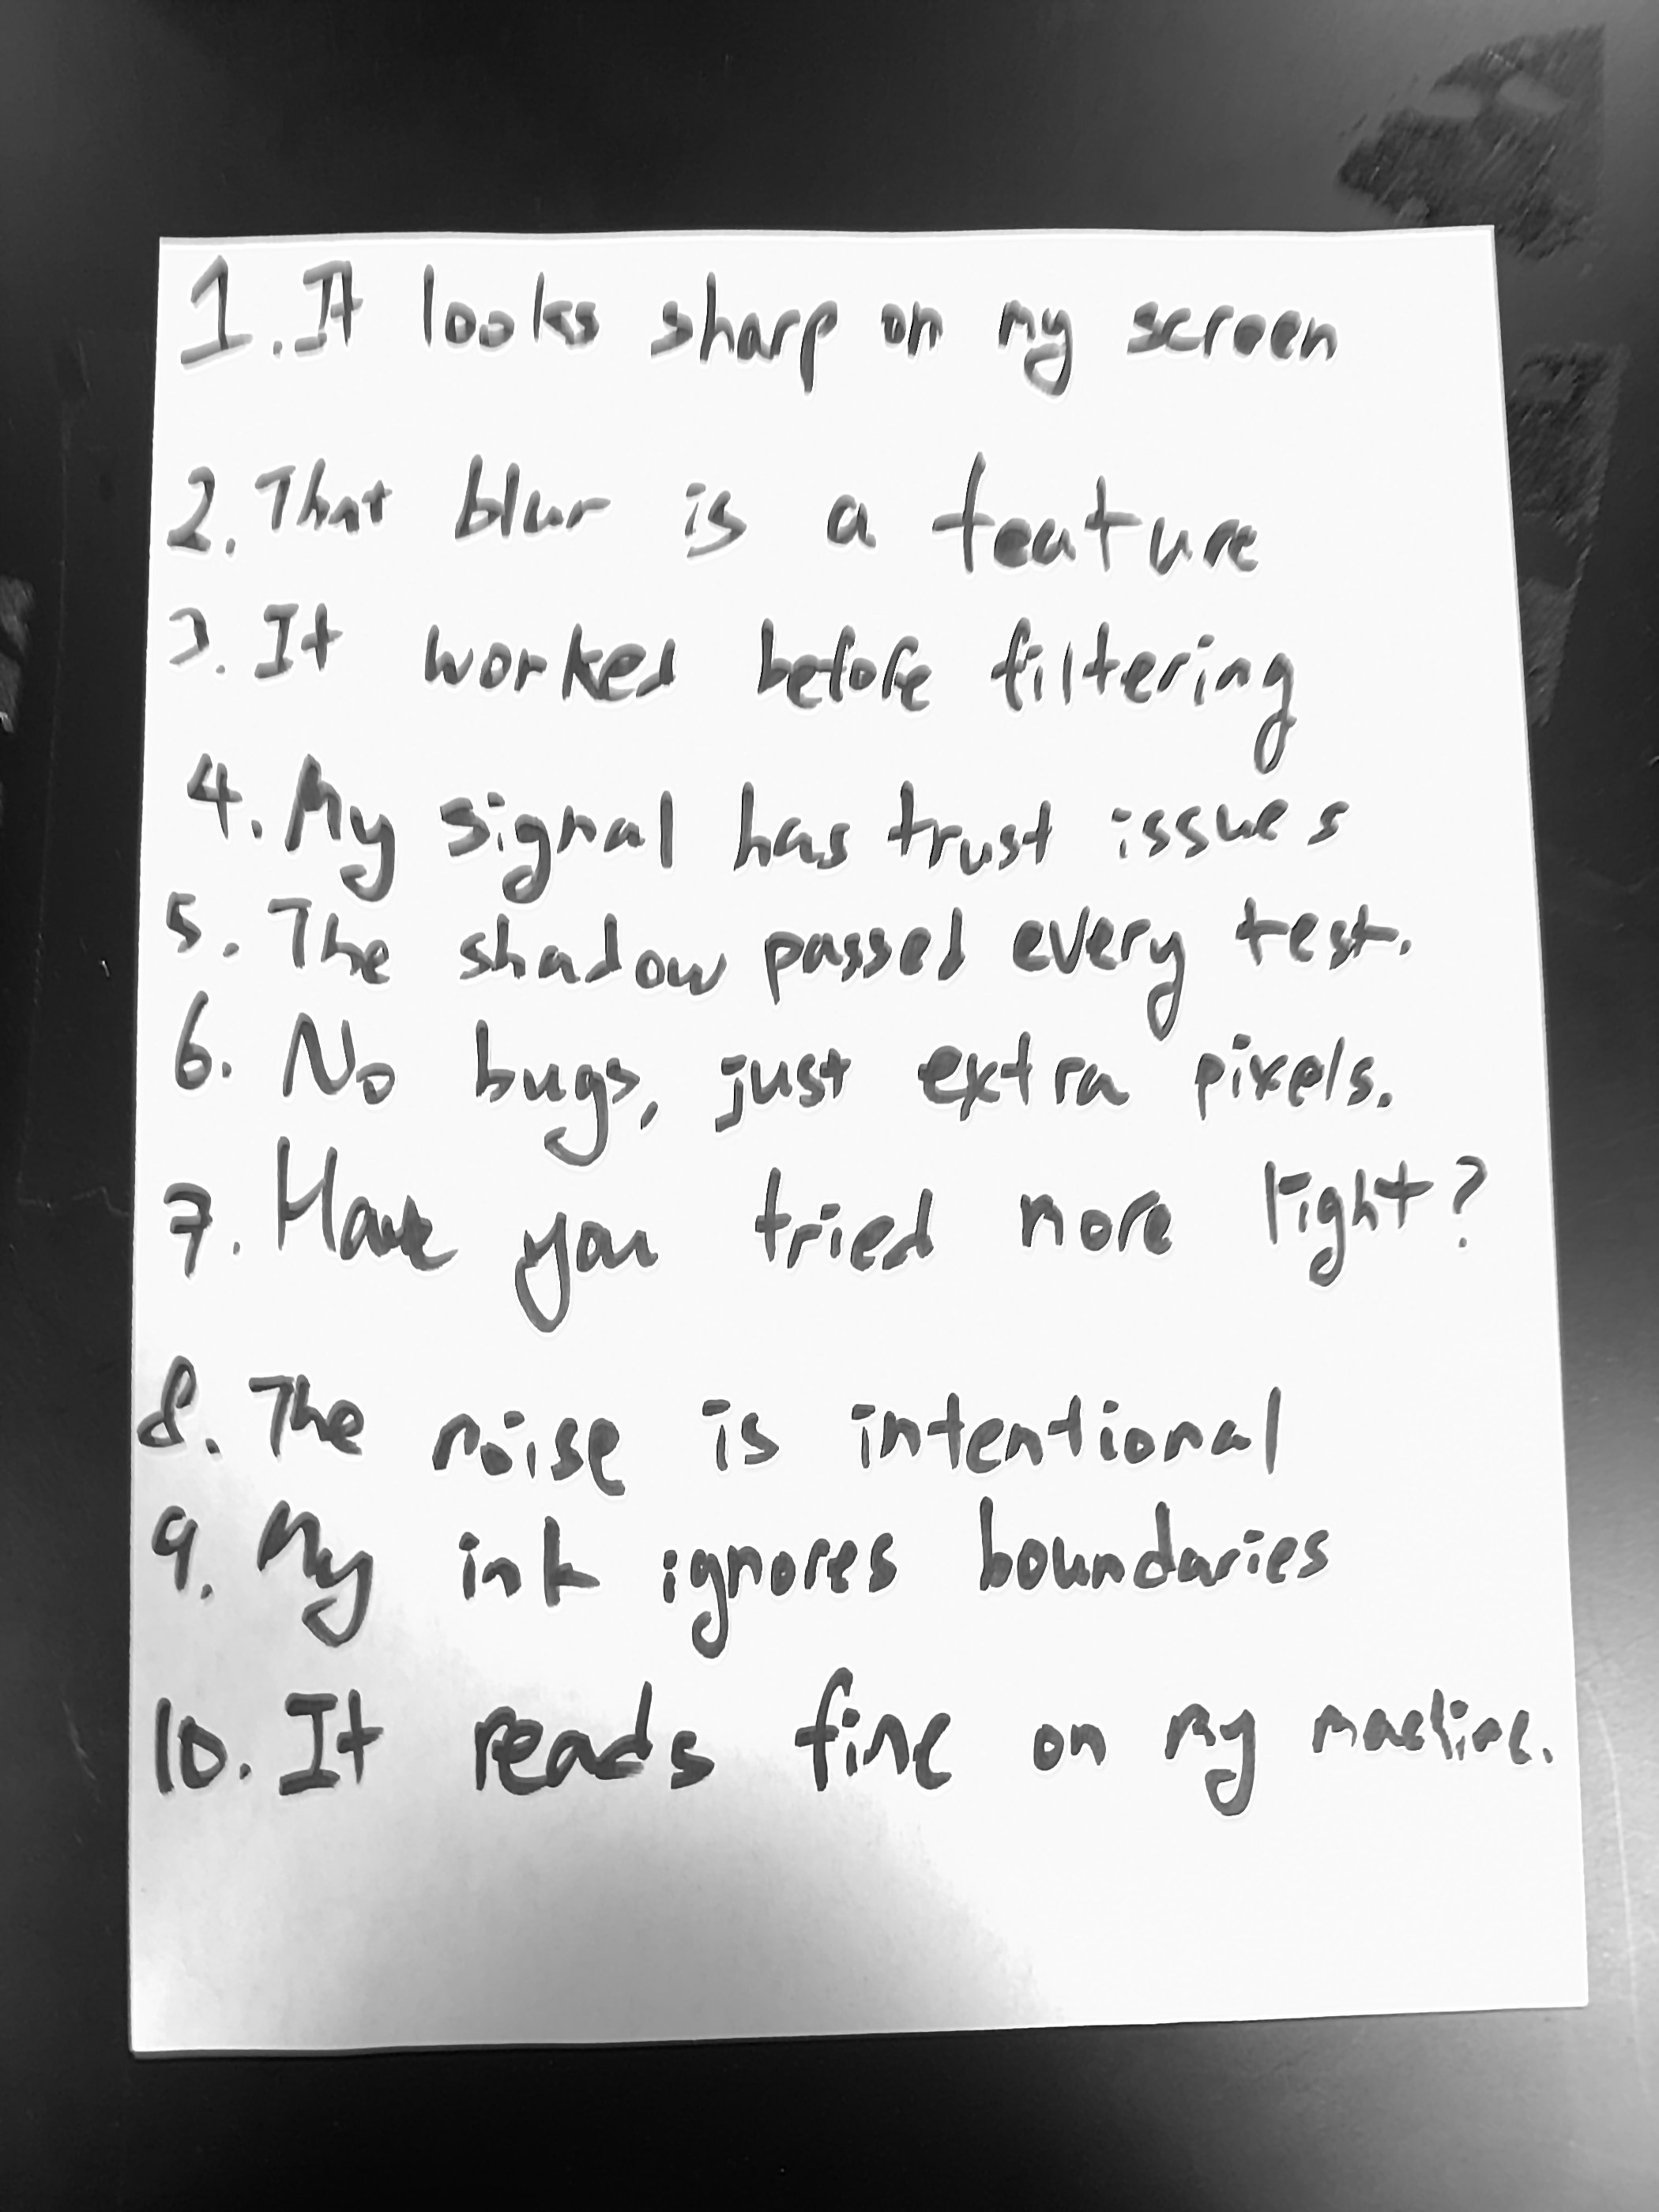 1. It looks sharp on my screen
2. That blur is a feature
3. It worked before filtering
4. My signal has trust issues
5. The shadow passed every test.
6. No bugs, just extra pixels.
7. Have you tried more light?
8. The noise is intentional
9. My ink ignores boundaries
10. It reads fine on my machine.